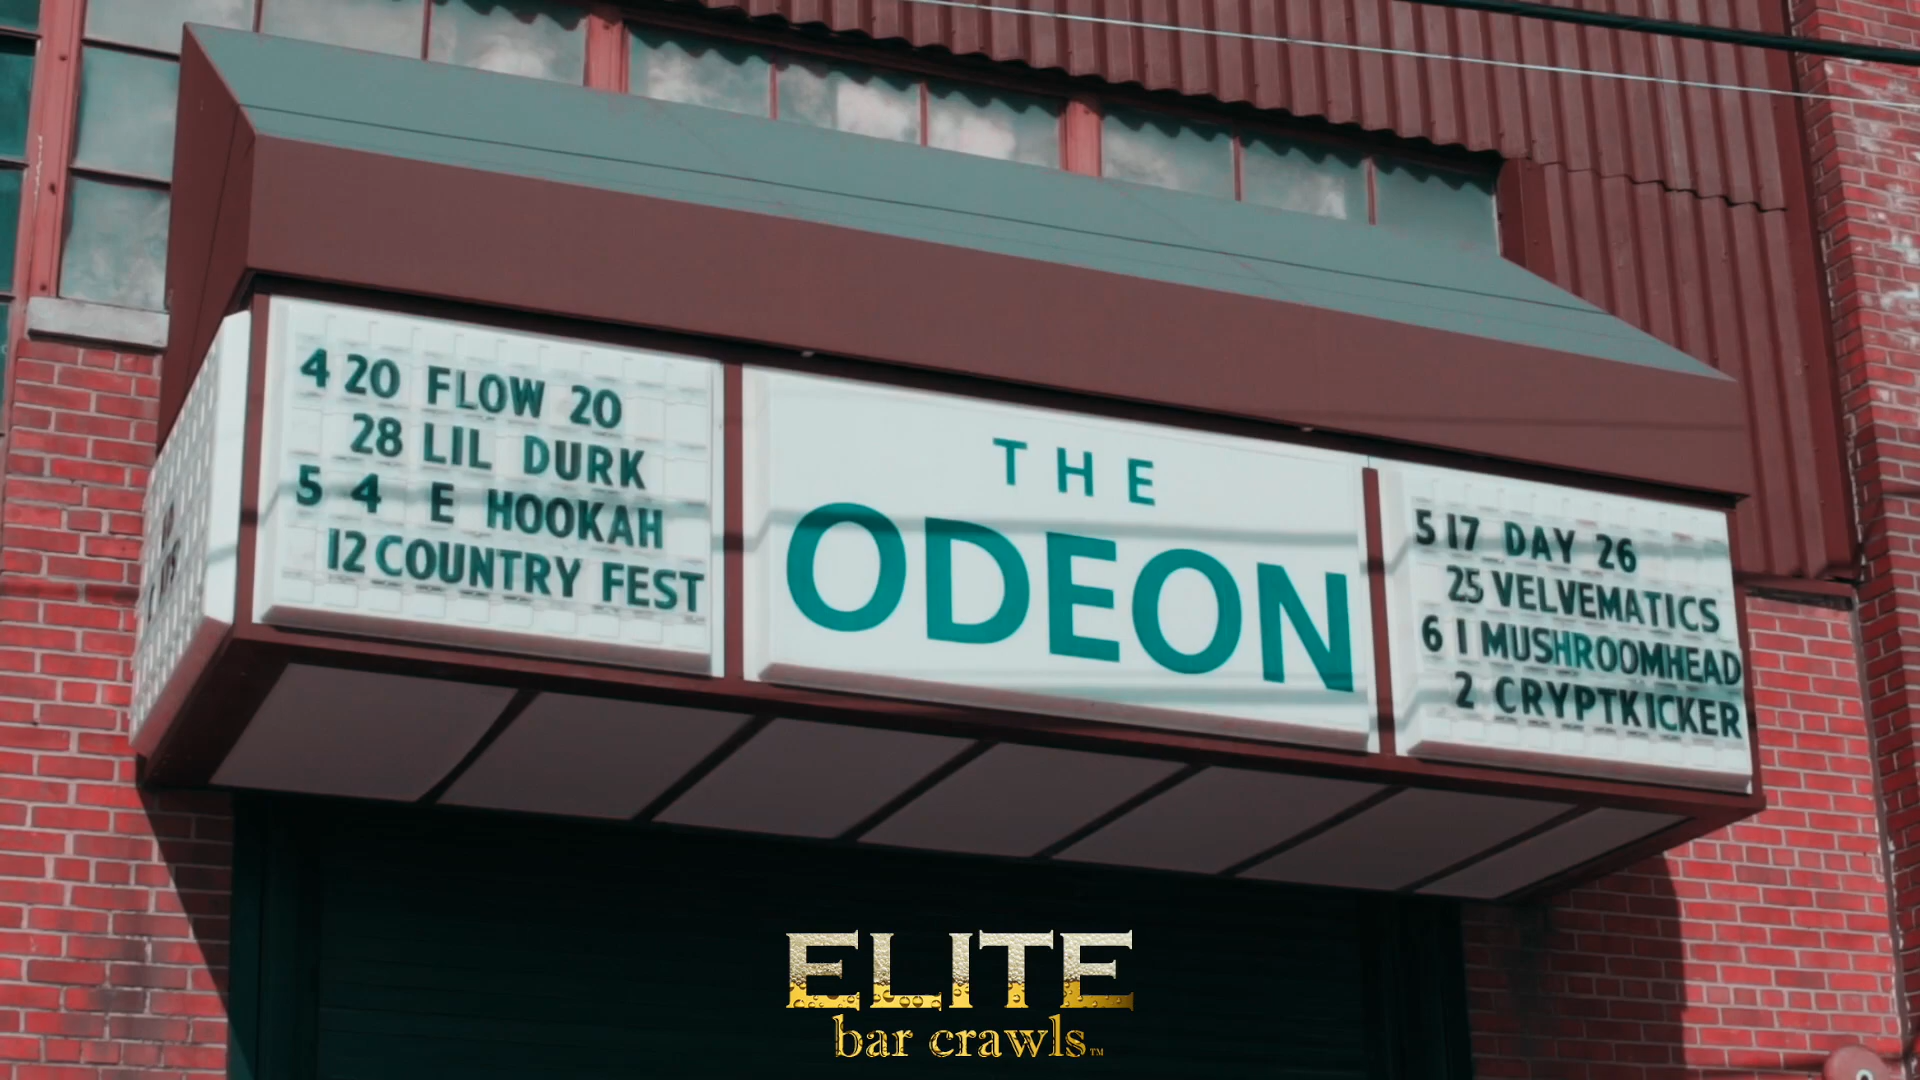 4 20 FLOW 20
28 LIL DURK
5 4 E HOOKAH
12 COUNTRY FEST
THE
ODEON
5 17 DAY 26
25 VELVEMATICS
6 1 MUSHROOMHEAD
2 CRYPTKICKER
ELITE
bar crawls™